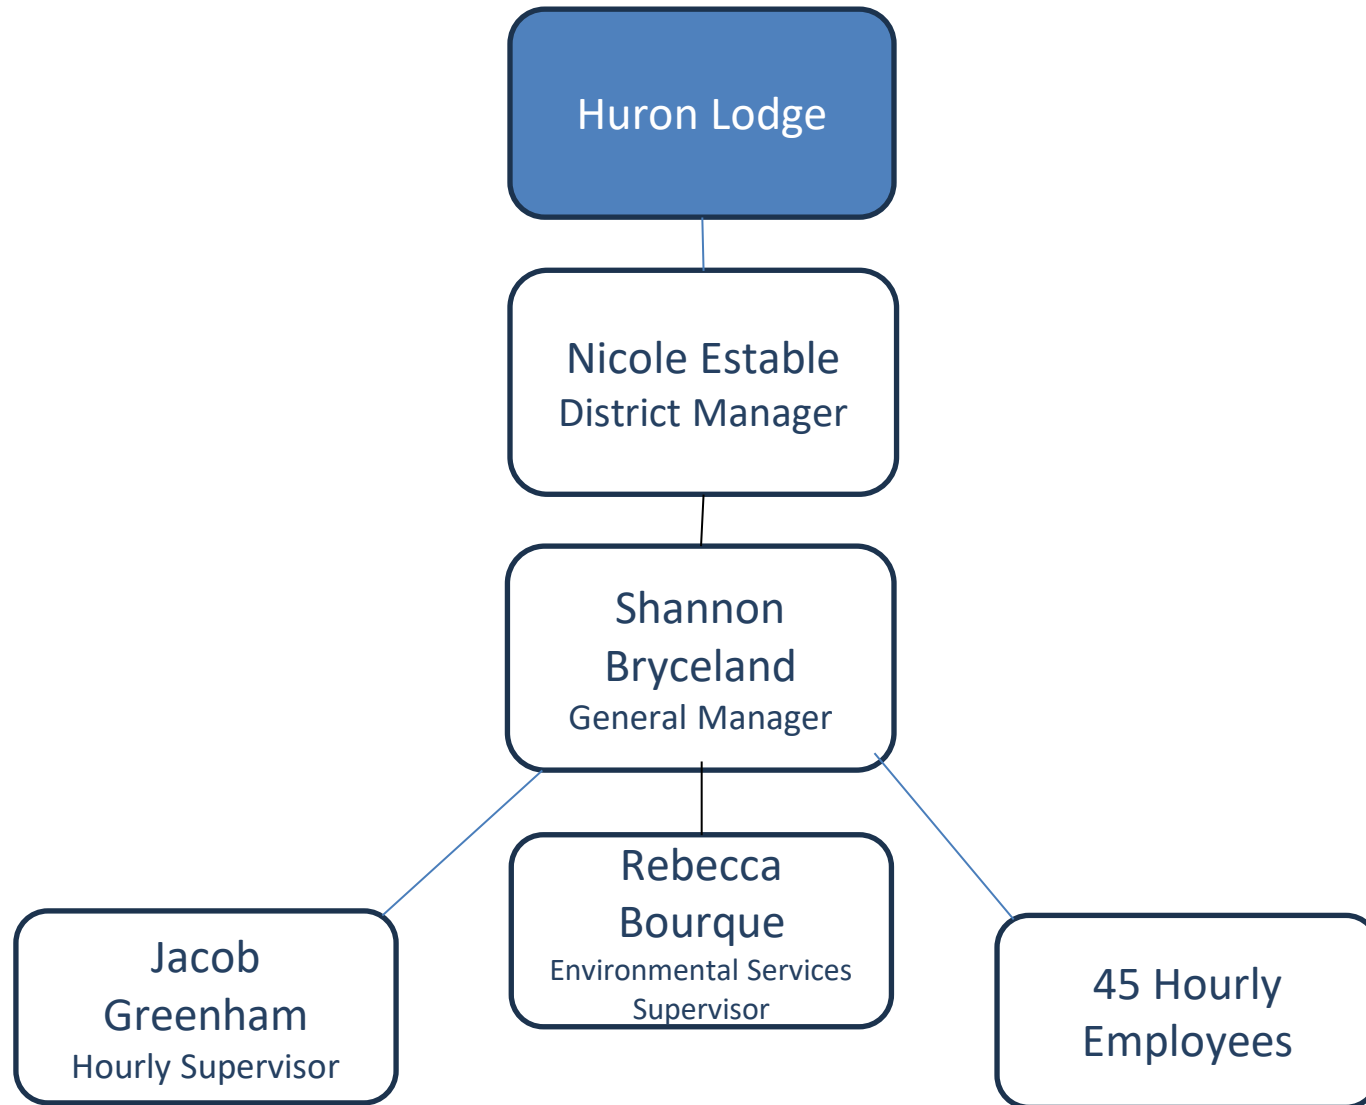 Huron Lodge
Nicole Estable
District Manager
Shannon
Bryceland
General Manager
Jacob
Greenham
Hourly Supervisor
Rebecca
Bourque
Environmental Services
Supervisor
45 Hourly
Employees